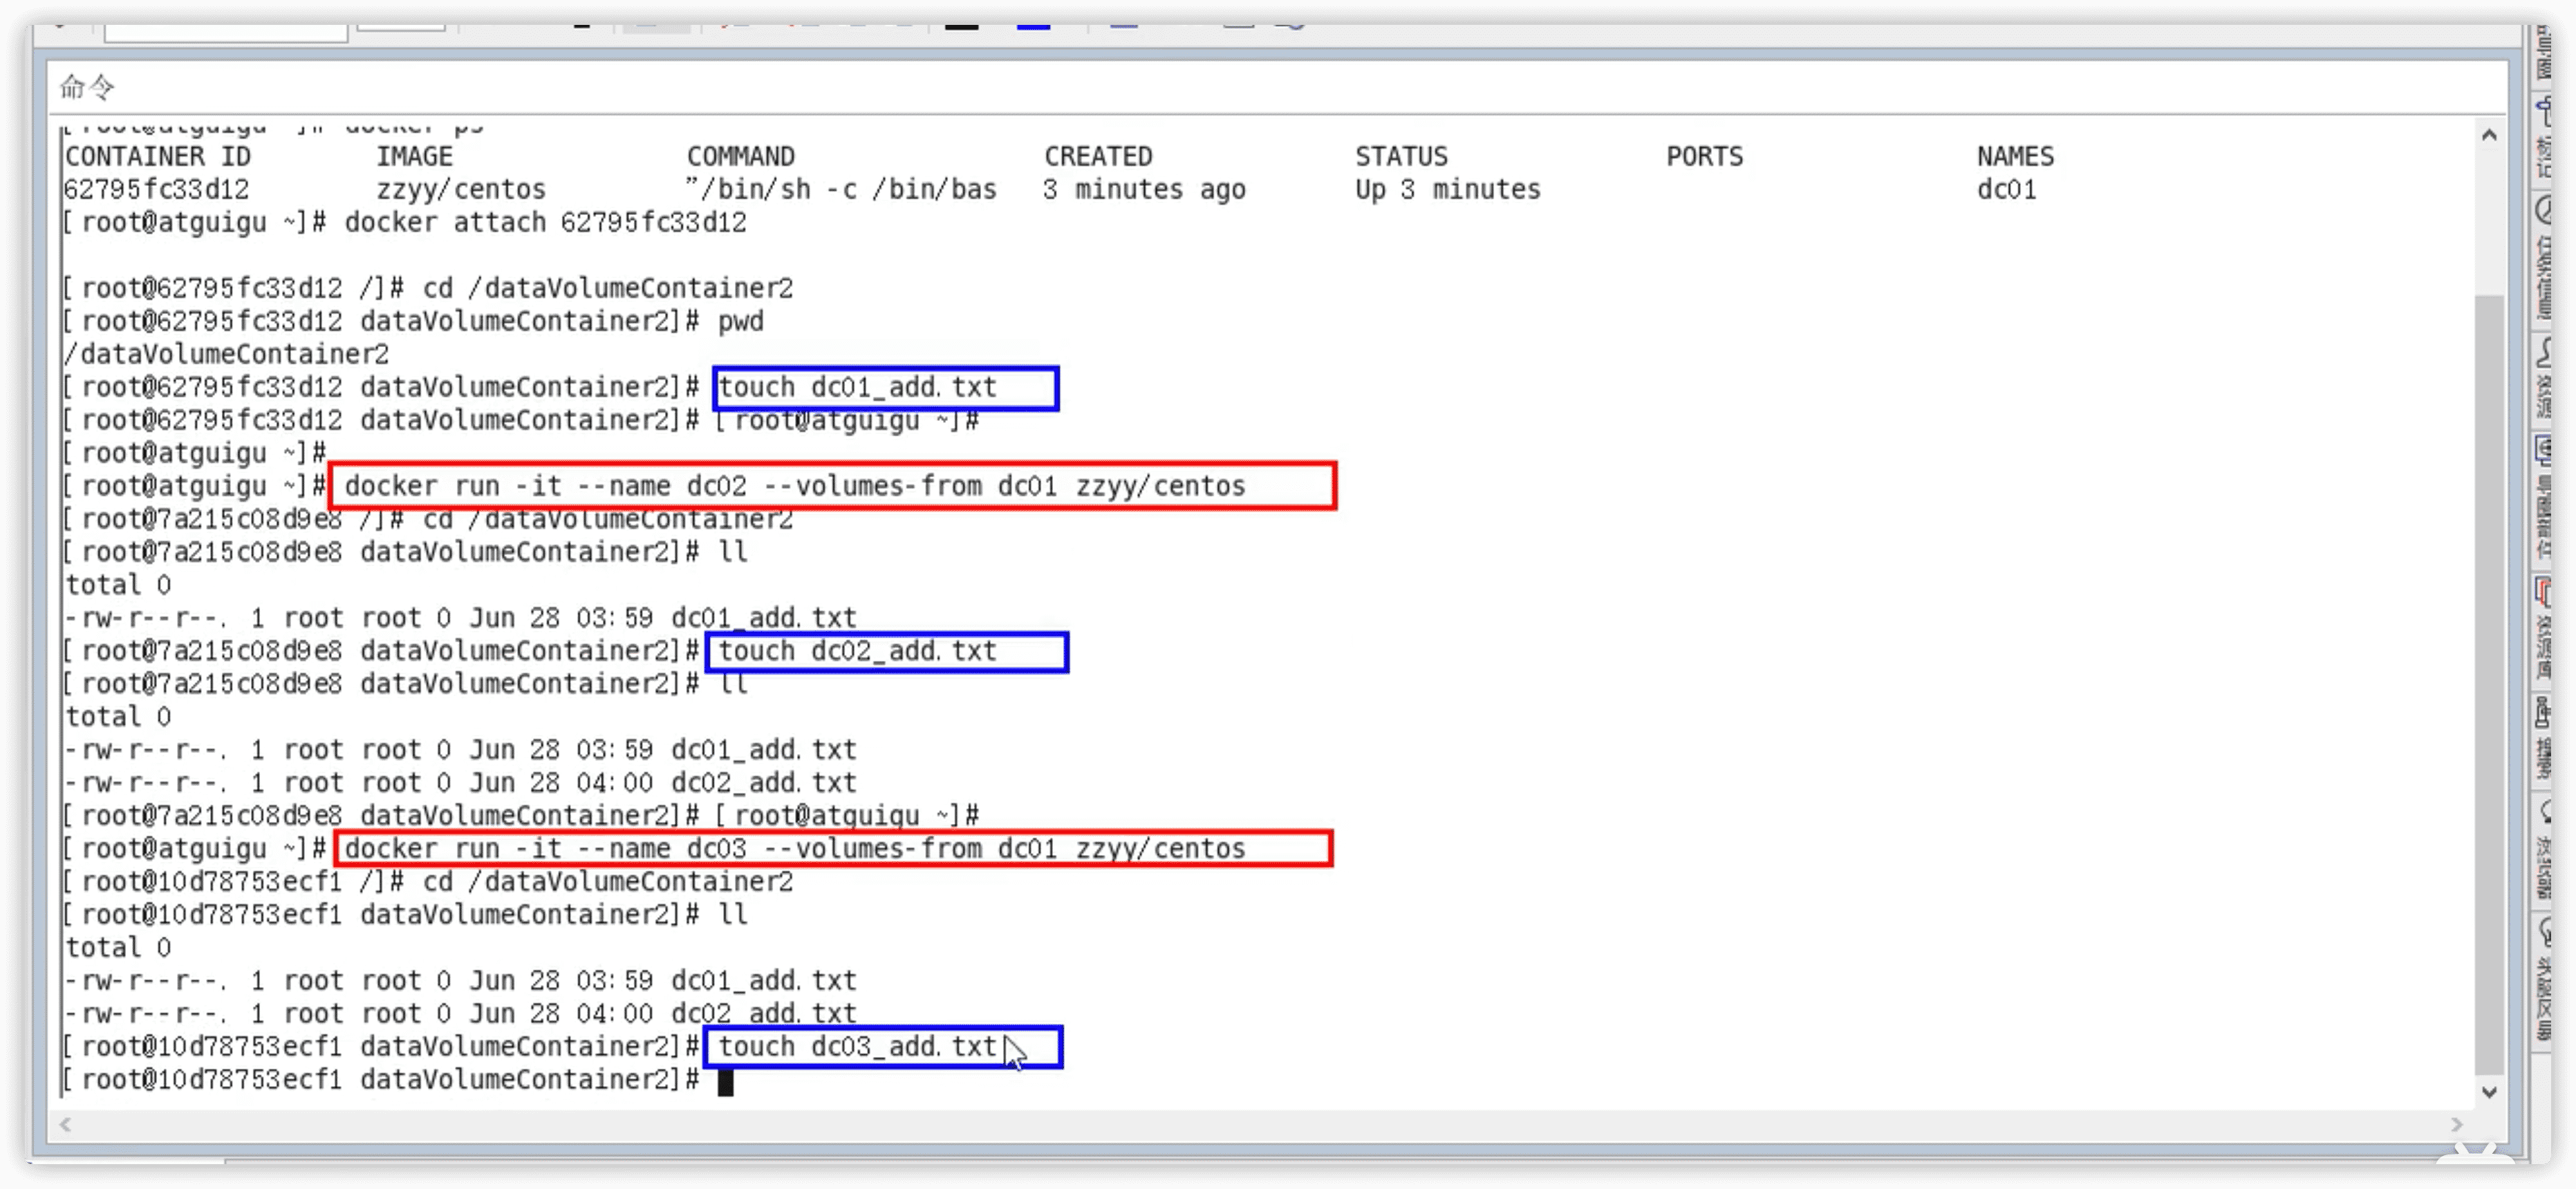 命令
[root@atguigu ~]# docker ps
CONTAINER ID IMAGE COMMAND CREATED STATUS PORTS NAMES
62795fc33d12 zzyy/centos "/bin/sh -c /bin/bas 3 minutes ago Up 3 minutes dc01
[root@atguigu ~]# docker attach 62795fc33d12
[root@62795fc33d12 /]# cd /dataVolumeContainer2
[root@62795fc33d12 dataVolumeContainer2]# pwd
/dataVolumeContainer2
[root@62795fc33d12 dataVolumeContainer2]# touch dc01_add.txt
[root@62795fc33d12 dataVolumeContainer2]# [root@atguigu ~]#
[root@atguigu ~]#
[root@atguigu ~]# docker run -it --name dc02 --volumes-from dc01 zzyy/centos
[root@7a215c08d9e8 /]# cd /dataVolumeContainer2
[root@7a215c08d9e8 dataVolumeContainer2]# ll
total 0
-rw-r--r--. 1 root root 0 Jun 28 03:59 dc01_add.txt
[root@7a215c08d9e8 dataVolumeContainer2]# touch dc02_add.txt
[root@7a215c08d9e8 dataVolumeContainer2]# ll
total 0
-rw-r--r--. 1 root root 0 Jun 28 03:59 dc01_add.txt
-rw-r--r--. 1 root root 0 Jun 28 04:00 dc02_add.txt
[root@7a215c08d9e8 dataVolumeContainer2]# [root@atguigu ~]#
[root@atguigu ~]# docker run -it --name dc03 --volumes-from dc01 zzyy/centos
[root@10d78753ecf1 /]# cd /dataVolumeContainer2
[root@10d78753ecf1 dataVolumeContainer2]# ll
total 0
-rw-r--r--. 1 root root 0 Jun 28 03:59 dc01_add.txt
-rw-r--r--. 1 root root 0 Jun 28 04:00 dc02_add.txt
[root@10d78753ecf1 dataVolumeContainer2]# touch dc03_add.txt
[root@10d78753ecf1 dataVolumeContainer2]#